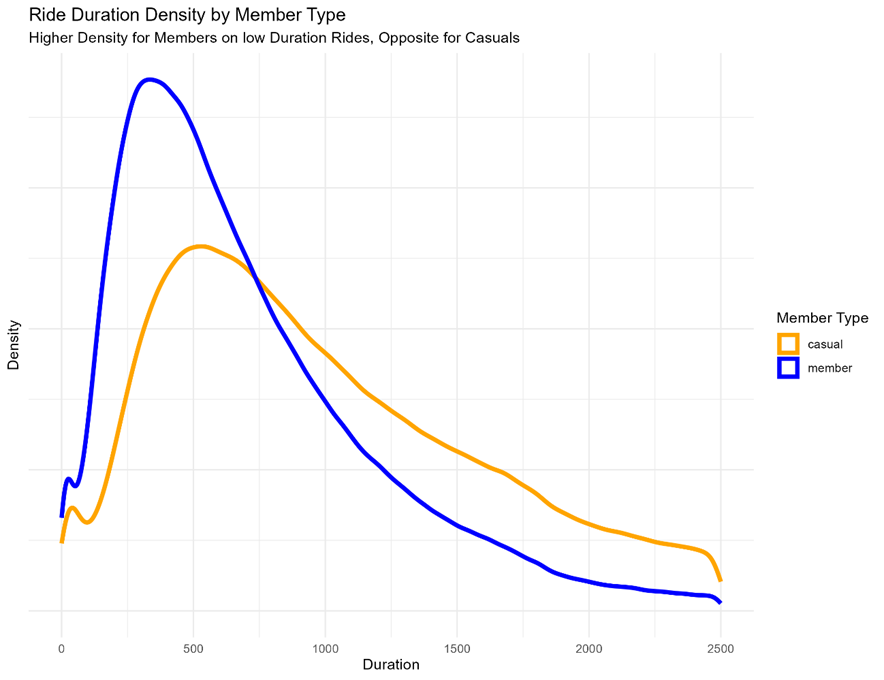 Ride Duration Density by Member Type
Higher Density for Members on low Duration Rides, Opposite for Casuals
Density
0 500 1000 1500 2000 2500
Duration
Member Type
casual
member